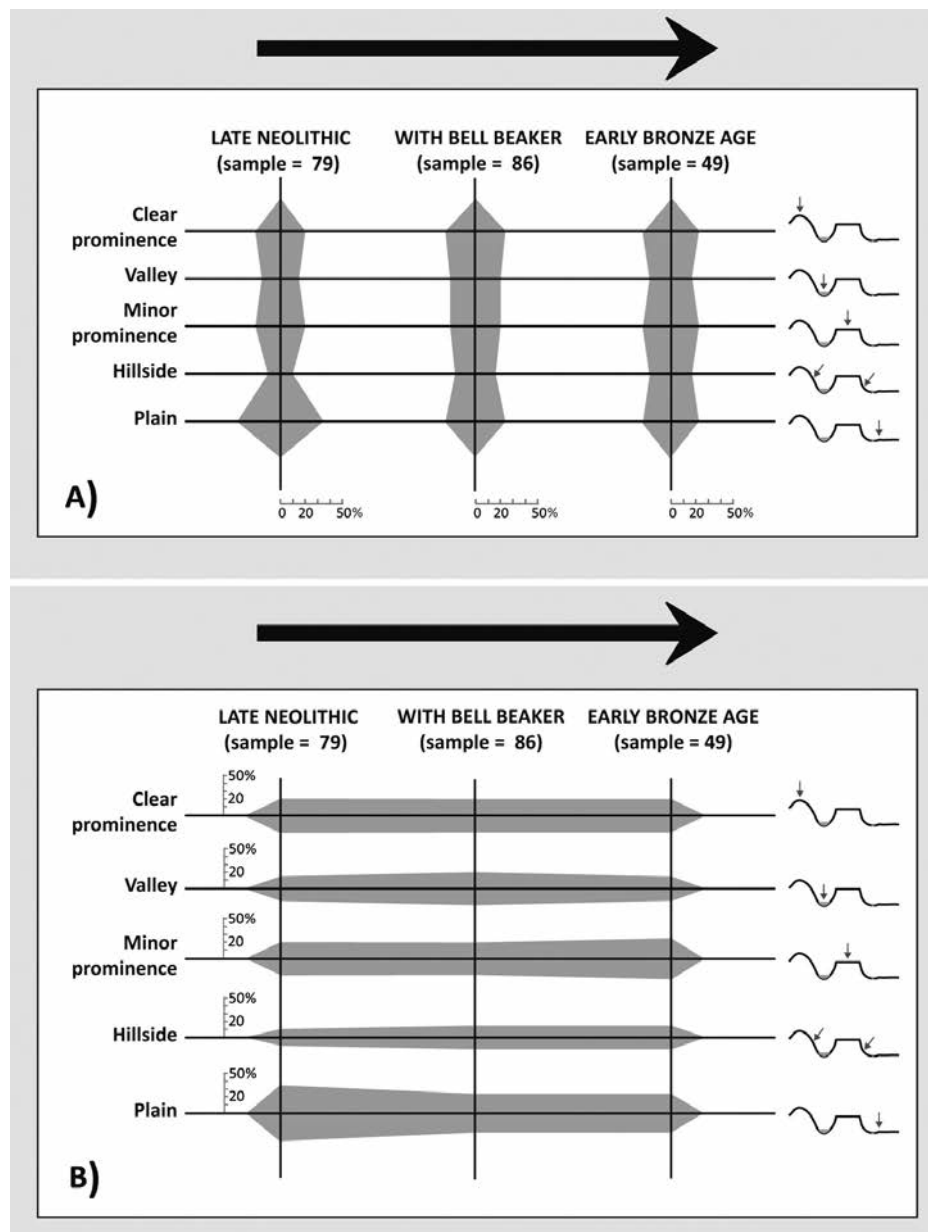 LATE NEOLITHIC WITH BELL BEAKER EARLY BRONZE AGE
(sample = 79) (sample = 86) (sample = 49)
Clear
prominence
Valley
Minor
prominence
Hillside
Plain
A)
0 20 50% 0 20 50% 0 20 50%
LATE NEOLITHIC WITH BELL BEAKER EARLY BRONZE AGE
(sample = 79) (sample = 86) (sample = 49)
50%
20
Clear
prominence
50%
20
Valley
50%
20
Minor
prominence
50%
20
Hillside
50%
20
Plain
B)